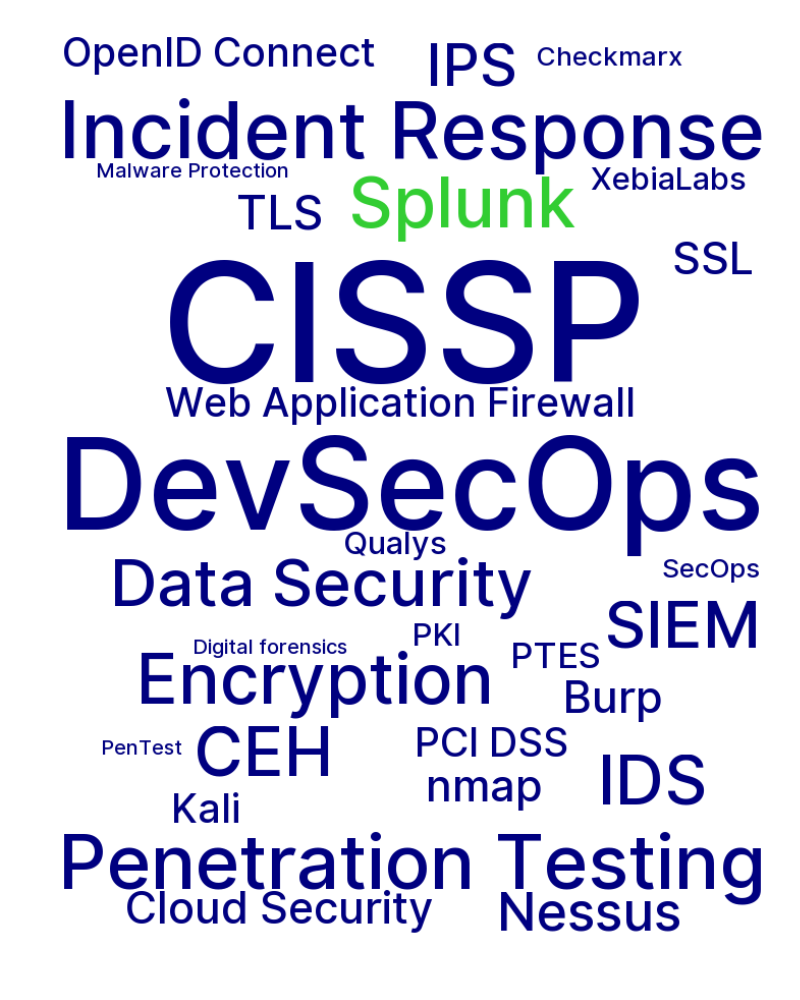 OpenID Connect
IPS
Checkmarx
Incident Response
Malware Protection
XebiaLabs
TLS
Splunk
SSL
CISSP
Web Application Firewall
DevSecOps
Qualys
Data Security
SecOps
SIEM
PKI
Digital forensics
PTES
Encryption
Burp
PenTest
CEH
PCI DSS
IDS
nmap
Kali
Penetration Testing
Cloud Security
Nessus